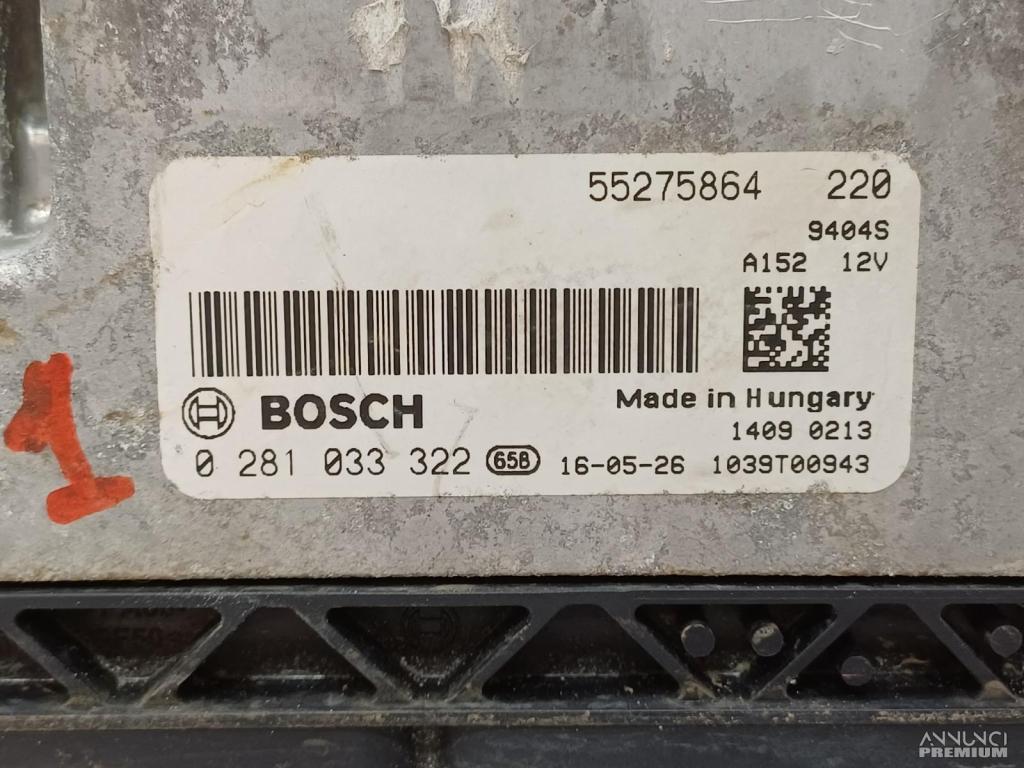 55275864 220
9404S
A152 12V
BOSCH
Made in Hungary
1409 0213
0 281 033 322 65B 16-05-26 1039T00943
1
ANNUNCI
PREMIUM